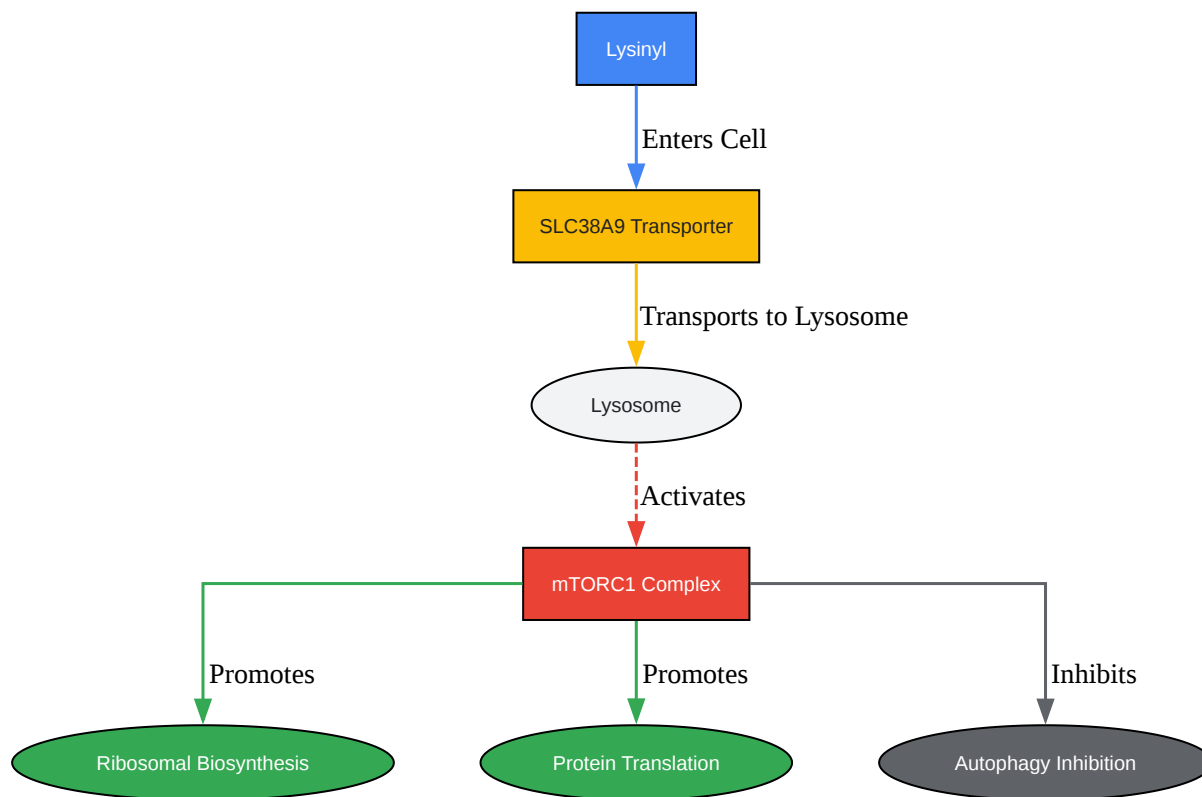 Lysinyl
Enters Cell
SLC38A9 Transporter
Transports to Lysosome
Lysosome
Activates
mTORC1 Complex
Promotes
Promotes
Inhibits
Ribosomal Biosynthesis
Protein Translation
Autophagy Inhibition